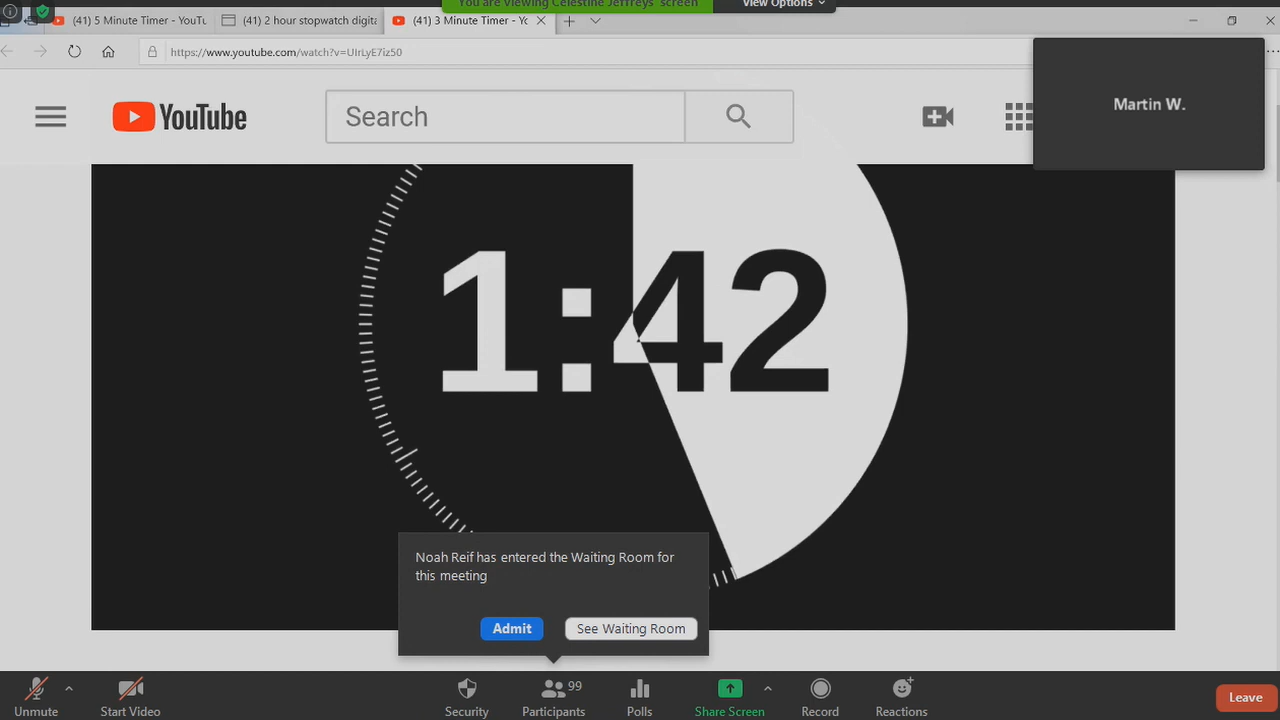 You are viewing Celestine Jeffreys' screen
View Options
(41) 5 Minute Timer - YouTu
(41) 2 hour stopwatch digita
(41) 3 Minute Timer - Yo
https://www.youtube.com/watch?v=UIrLyE7iz50
YouTube
Search
Martin W.
1:42
Noah Reif has entered the Waiting Room for
this meeting
Admit
See Waiting Room
99
Unmute
Start Video
Security
Participants
Polls
Share Screen
Record
Reactions
Leave